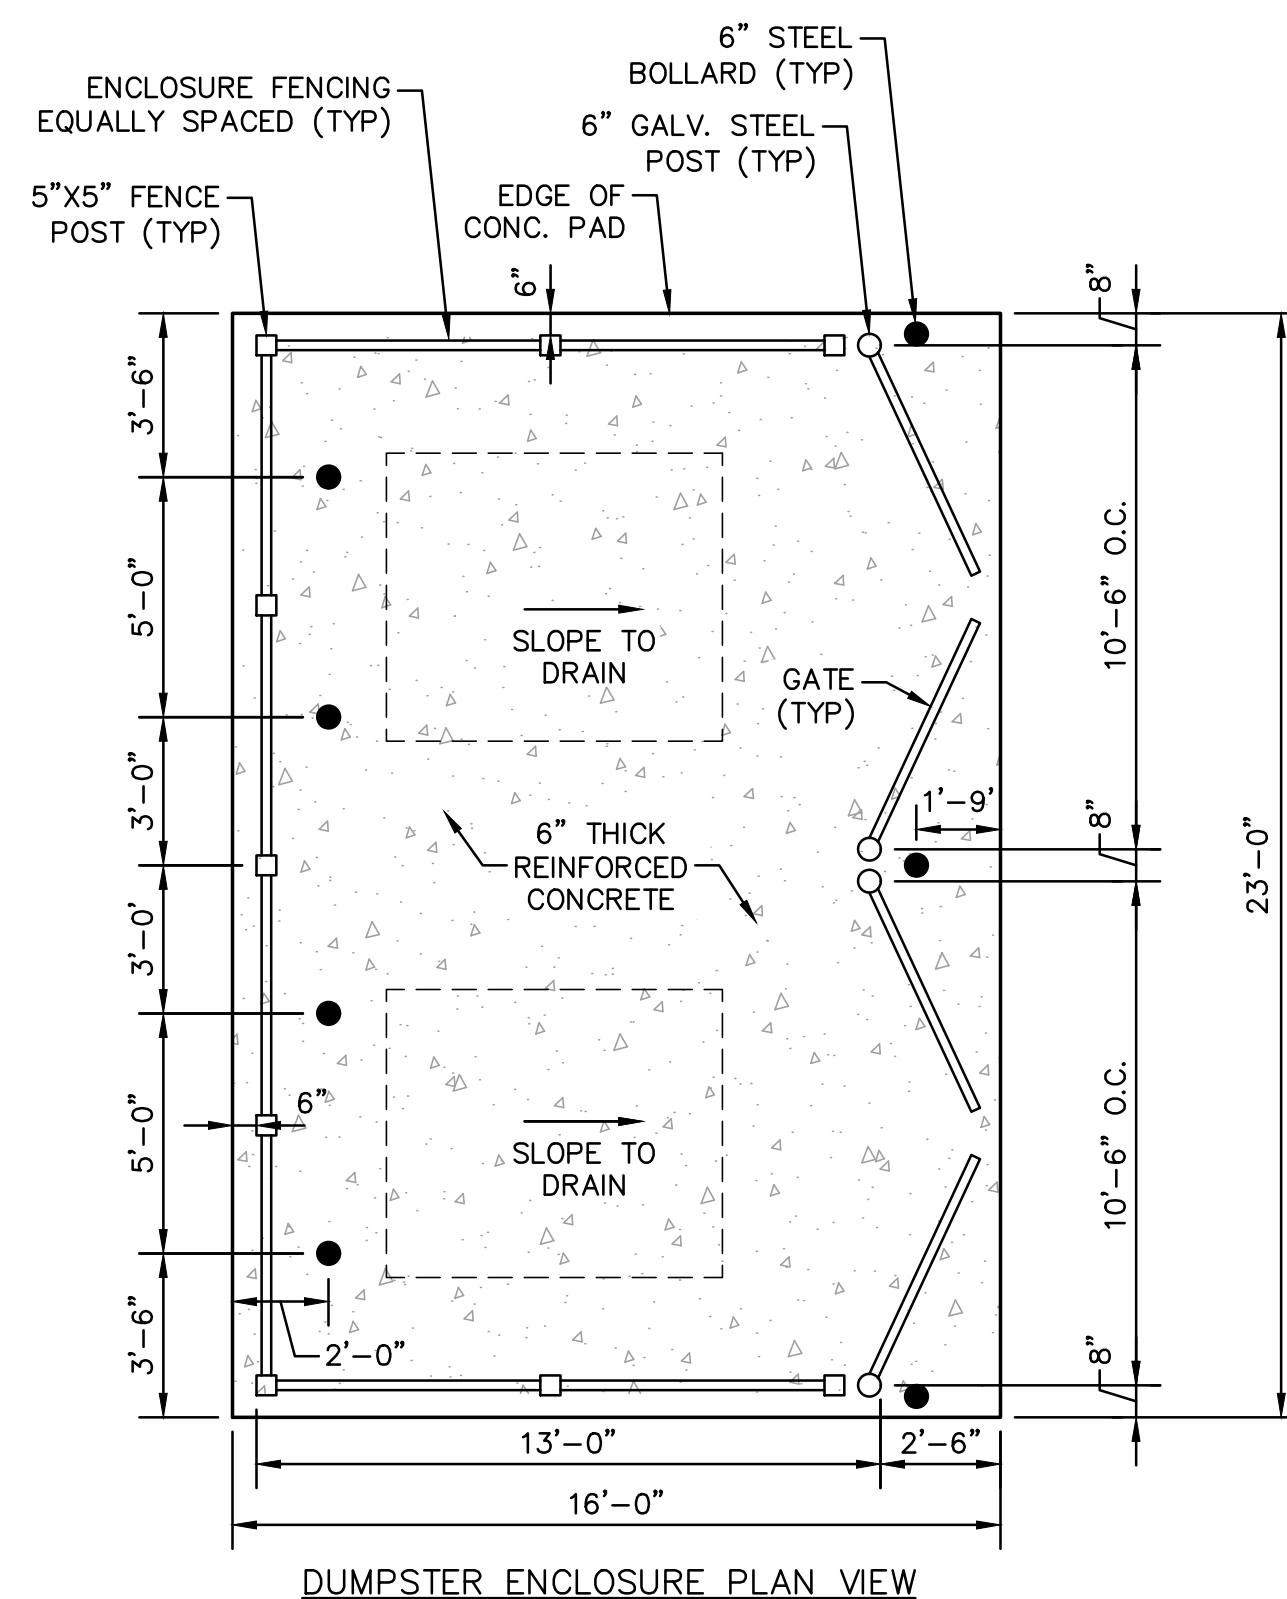 6” STEEL
BOLLARD (TYP)
ENCLOSURE FENCING
EQUALLY SPACED (TYP)
6” GALV. STEEL
POST (TYP)
5”X5” FENCE
POST (TYP)
EDGE OF
CONC. PAD
6”
8”
3’-6”
5’-0”
10’-6” O.C.
SLOPE TO
DRAIN
GATE
(TYP)
3’-0”
1’-9’
8”
6” THICK
REINFORCED
CONCRETE
23’-0”
3’-0’
6”
5’-0”
10’-6” O.C.
SLOPE TO
DRAIN
3’-6”
2’-0”
8”
13’-0”
2’-6”
16’-0”
DUMPSTER ENCLOSURE PLAN VIEW